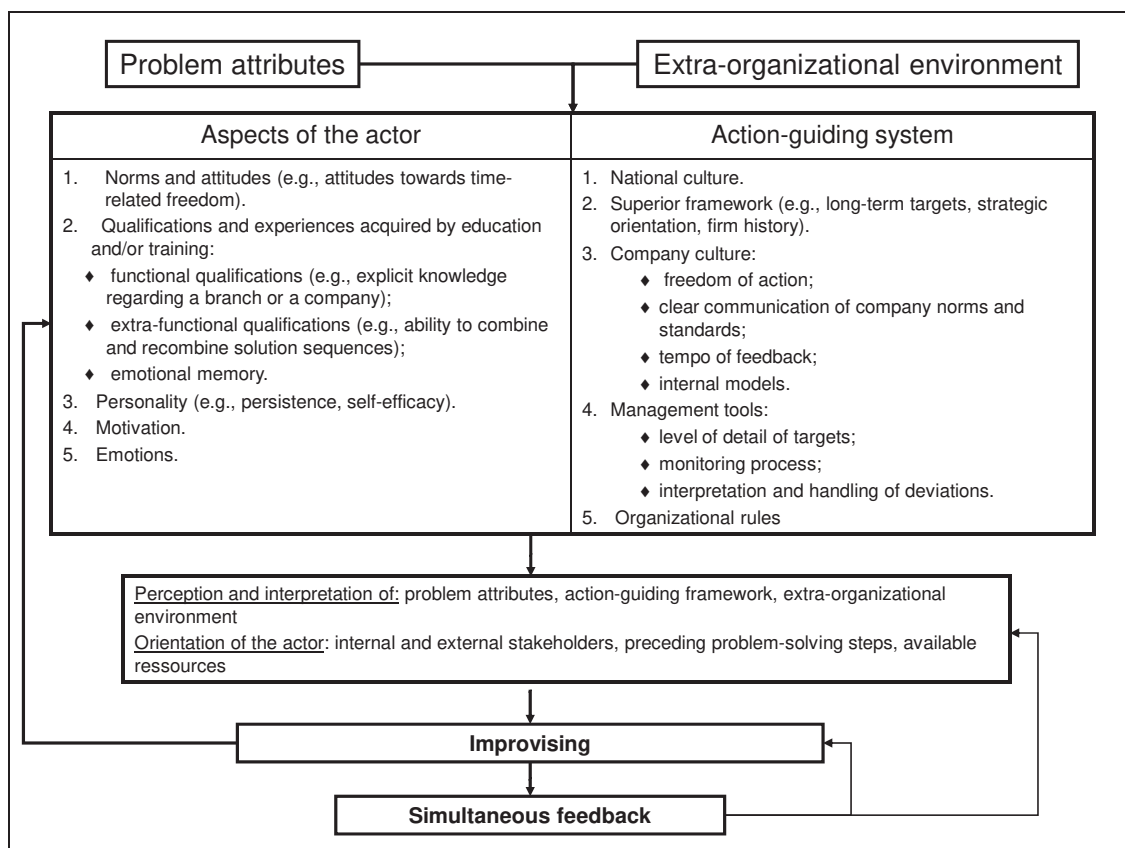 Problem attributes
Extra-organizational environment
Aspects of the actor
1. Norms and attitudes (e.g., attitudes towards time-
related freedom).
2. Qualifications and experiences acquired by education
and/or training:
♦ functional qualifications (e.g., explicit knowledge
regarding a branch or a company);
♦ extra-functional qualifications (e.g., ability to combine
and recombine solution sequences);
♦ emotional memory.
3. Personality (e.g., persistence, self-efficacy).
4. Motivation.
5. Emotions.
Action-guiding system
1. National culture.
2. Superior framework (e.g., long-term targets, strategic
orientation, firm history).
3. Company culture:
♦ freedom of action;
♦ clear communication of company norms and
standards;
♦ tempo of feedback;
♦ internal models.
4. Management tools:
♦ level of detail of targets;
♦ monitoring process;
♦ interpretation and handling of deviations.
5. Organizational rules
Perception and interpretation of: problem attributes, action-guiding framework, extra-organizational
environment
Orientation of the actor: internal and external stakeholders, preceding problem-solving steps, available
ressources
Improvising
Simultaneous feedback